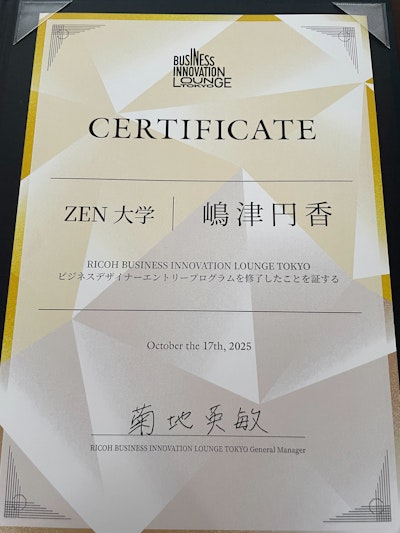 BUSINESS
INNOVATION
LOUNGE
TOKYO
CERTIFICATE
ZEN 大学 嶋津円香
RICOH BUSINESS INNOVATION LOUNGE TOKYO
ビジネスデザイナーエントリープログラムを修了したことを証する
October the 17th, 2025
菊地英敏
RICOH BUSINESS INNOVATION LOUNGE TOKYO General Manager